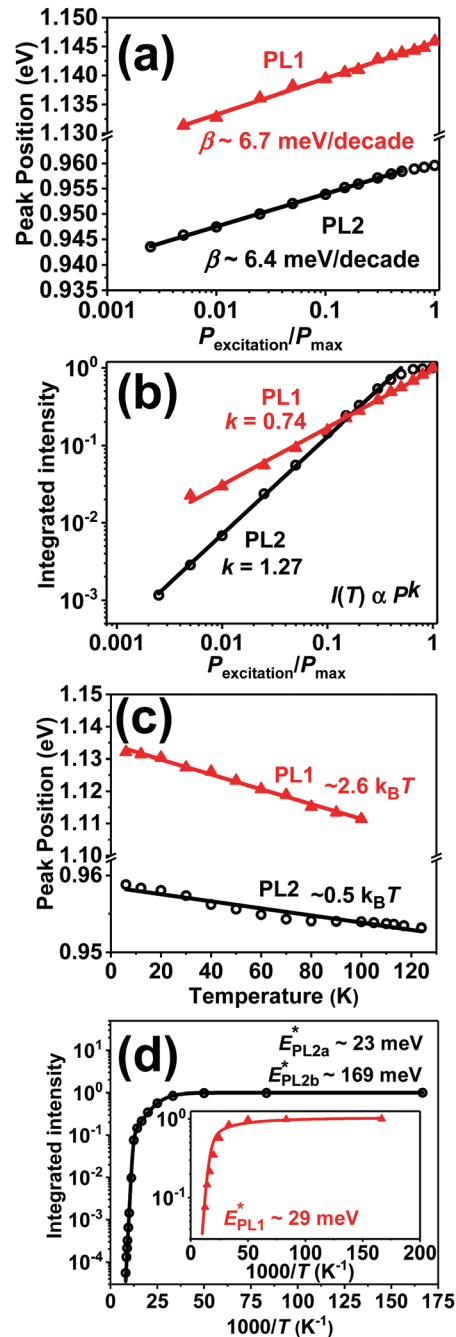 (a)
1.150
1.145
1.140
1.135
1.130
0.960
0.955
0.950
0.945
0.940
0.935
Peak Position (eV)
PL1
β ~ 6.7 meV/decade
PL2
β ~ 6.4 meV/decade
0.001 0.01 0.1 1
Pexcitation/Pmax
(b)
10⁰
10⁻¹
10⁻²
10⁻³
Integrated intensity
PL1
k = 0.74
PL2
k = 1.27
I(T) ∝ Pᵏ
0.001 0.01 0.1 1
Pexcitation/Pmax
(c)
1.15
1.14
1.13
1.12
1.11
1.10
0.96
0.95
Peak Position (eV)
PL1 ~2.6 kBT
PL2 ~0.5 kBT
0 20 40 60 80 100 120
Temperature (K)
(d)
10¹
10⁰
10⁻¹
10⁻²
10⁻³
10⁻⁴
Integrated intensity
E*PL2a ~ 23 meV
E*PL2b ~ 169 meV
10⁰
10⁻¹
E*PL1 ~ 29 meV
0 50 100 150 200
1000/T (K⁻¹)
0 25 50 75 100 125 150 175
1000/T (K⁻¹)